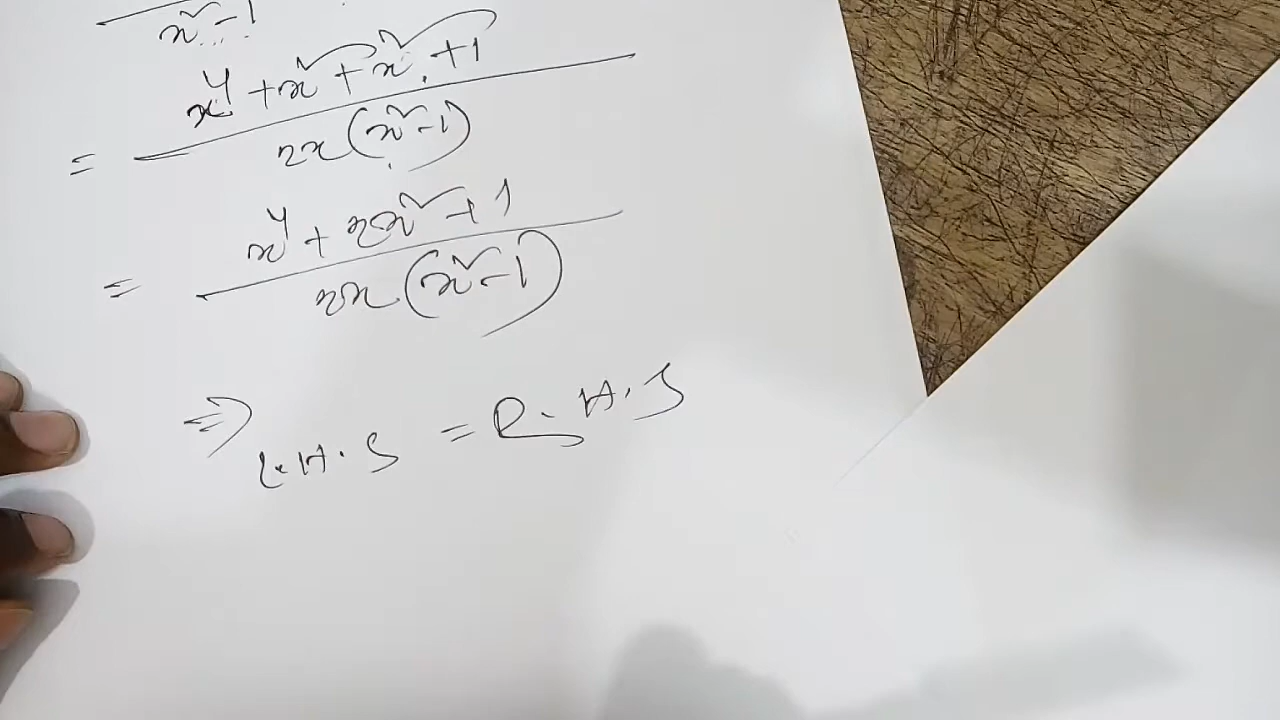 x² - 1
= x⁴ + x² + x² + 1 / 2x(x² - 1)
= x⁴ + 2x² + 1 / 2x(x² - 1)
⇒ L.H.S = R.H.S